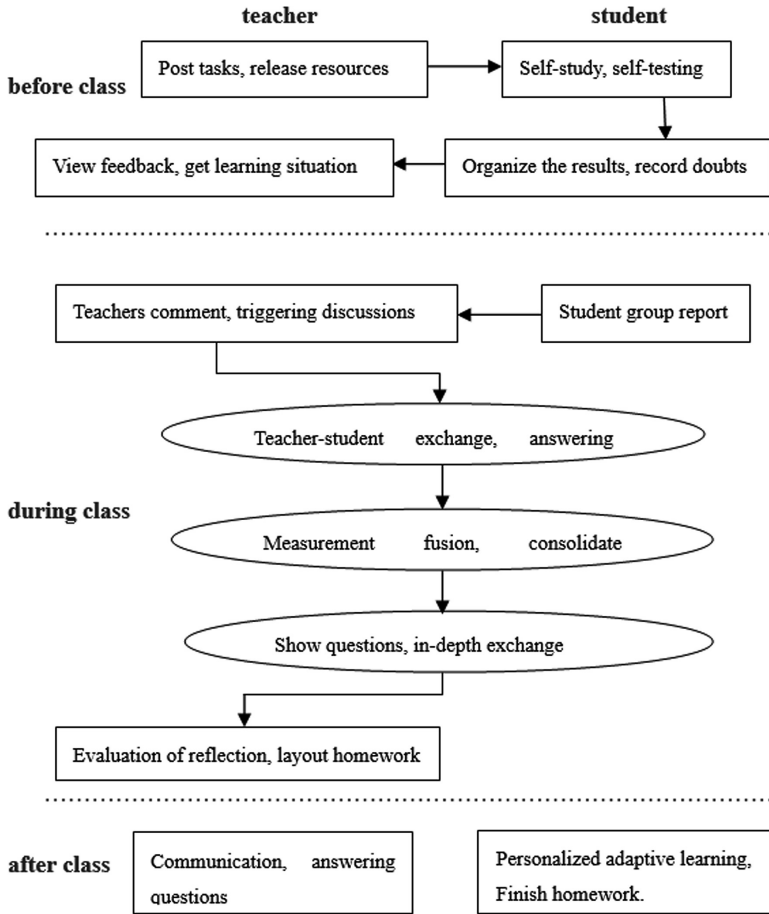 teacher student
before class
Post tasks, release resources
Self-study, self-testing
View feedback, get learning situation
Organize the results, record doubts
Teachers comment, triggering discussions
Student group report
Teacher-student exchange, answering
during class
Measurement fusion, consolidate
Show questions, in-depth exchange
Evaluation of reflection, layout homework
after class
Communication, answering
questions
Personalized adaptive learning,
Finish homework.